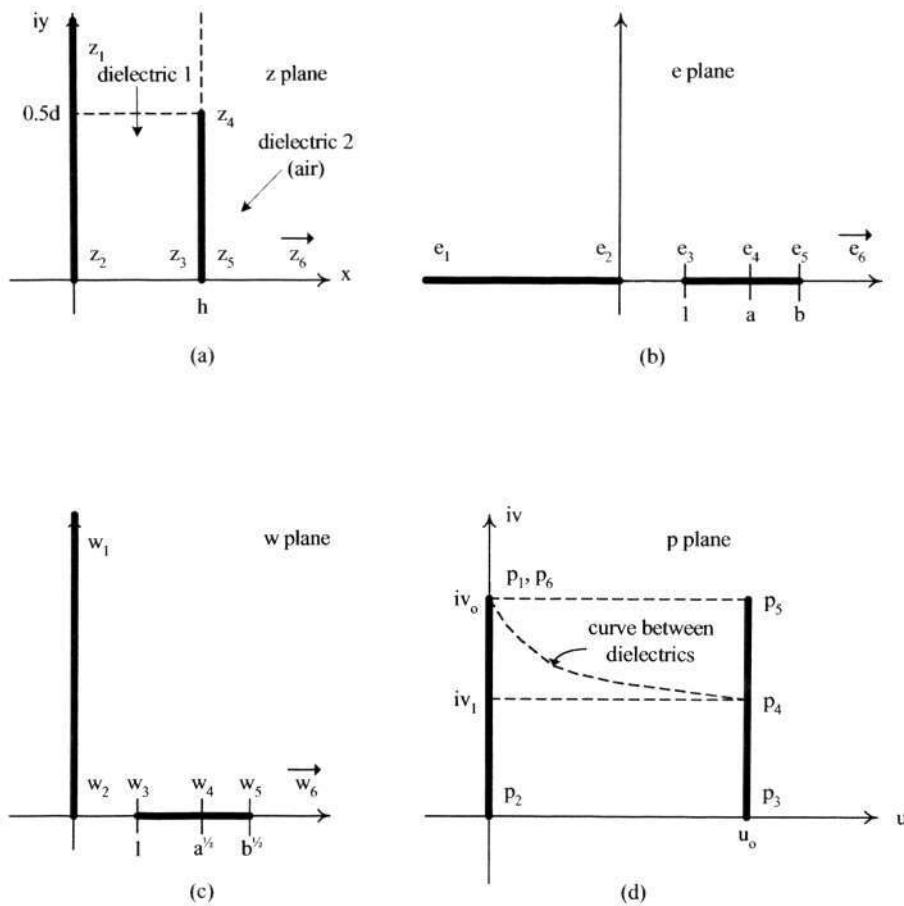 iy
z1
z plane
dielectric 1
0.5d
z4
dielectric 2
(air)
z2 z3 z5 z6
x
h
(a)
e plane
e1 e2 e3 e4 e5 e6
1 a b
(b)
w1
w plane
w2 w3 w4 w5 w6
1 a½ b½
(c)
iv
p plane
p1, p6
ivo
p5
curve between
dielectrics
iv1
p4
p2
p3
u
uo
(d)